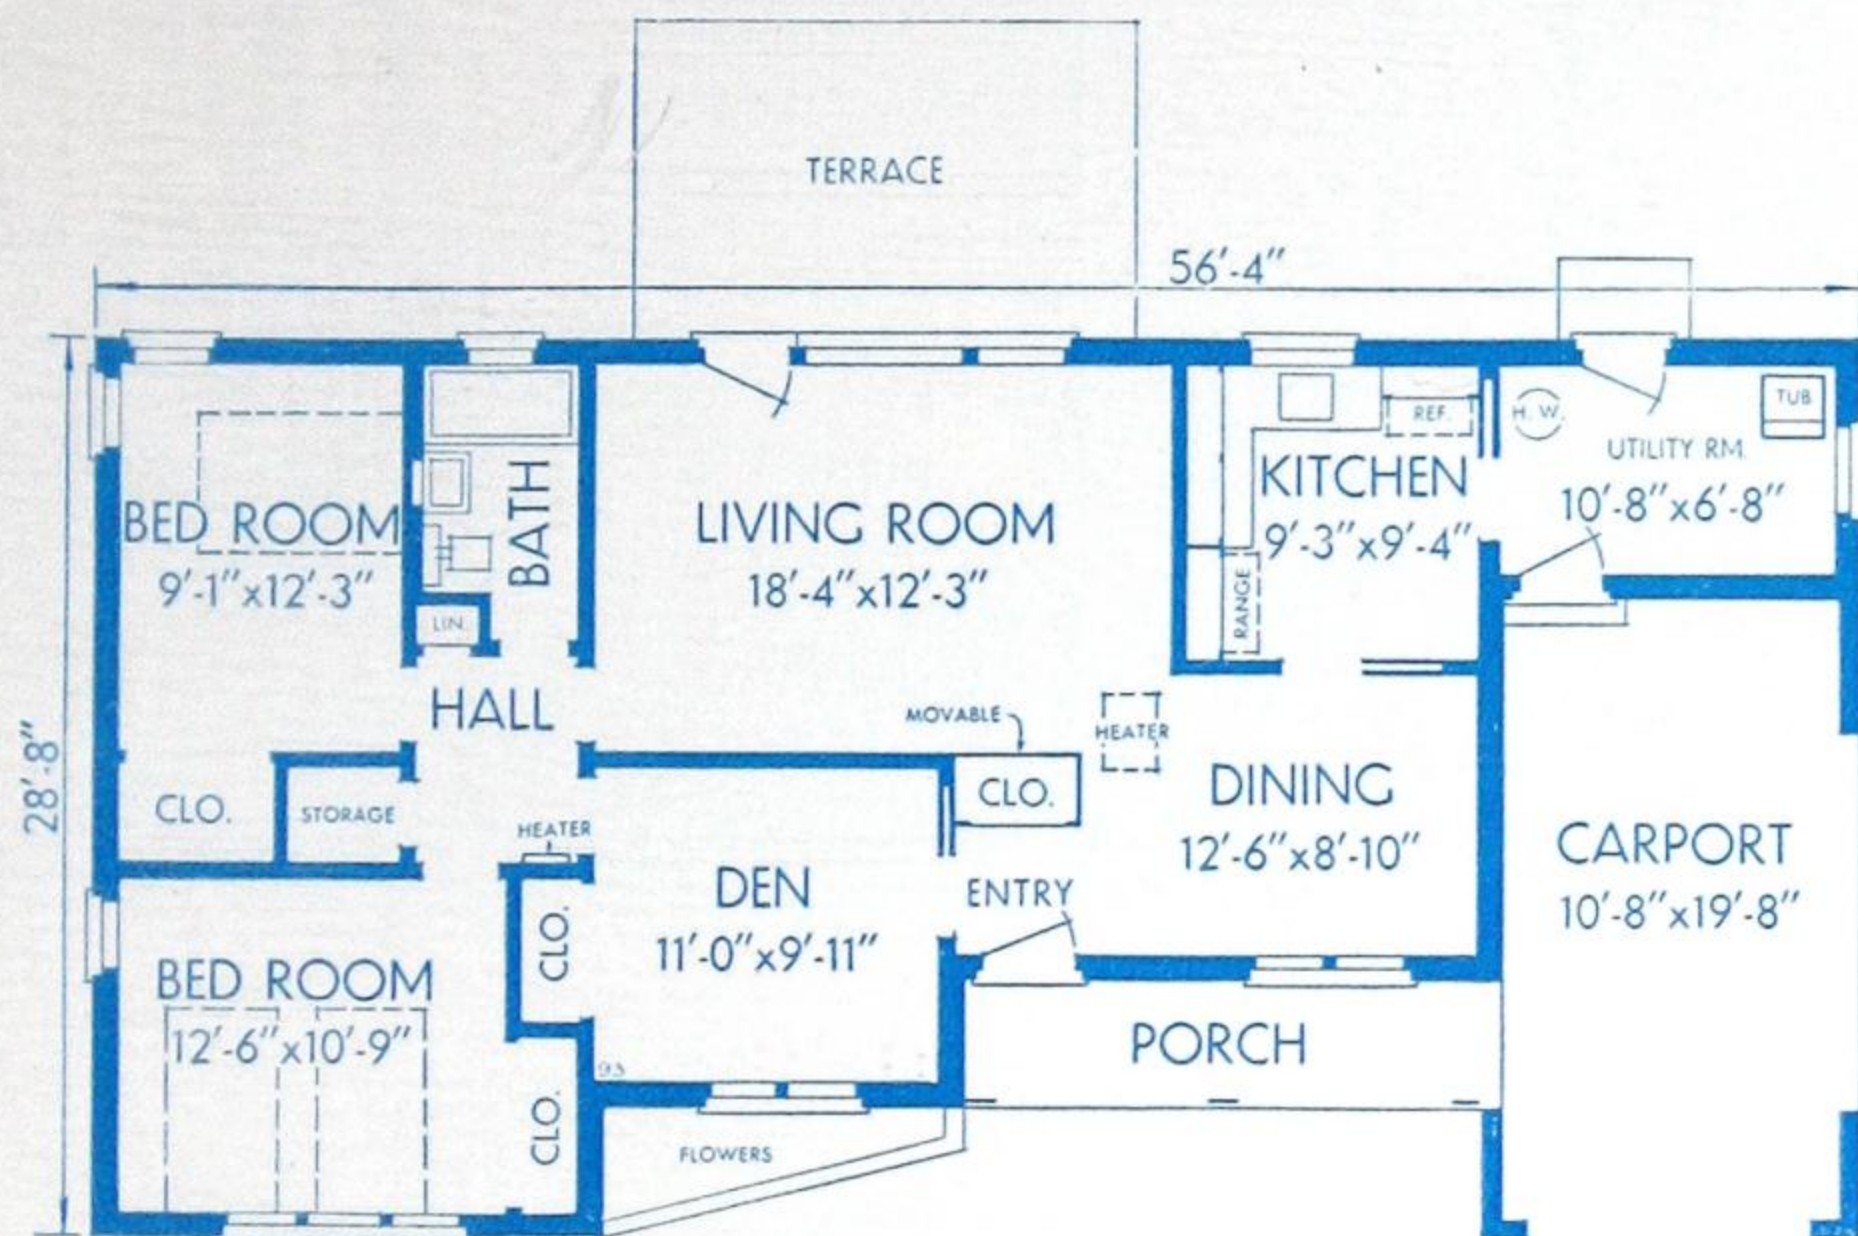 TERRACE
56'-4"
28'-8"
BED ROOM
9'-1"x12'-3"
BATH
LIN.
HALL
LIVING ROOM
18'-4"x12'-3"
KITCHEN
9'-3"x9'-4"
REF.
RANGE
H. W.
TUB
UTILITY RM.
10'-8"x6'-8"
CLO.
STORAGE
HEATER
MOVABLE
CLO.
HEATER
DINING
12'-6"x8'-10"
ENTRY
DEN
11'-0"x9'-11"
93
CLO.
BED ROOM
12'-6"x10'-9"
CLO.
CARPORT
10'-8"x19'-8"
PORCH
FLOWERS